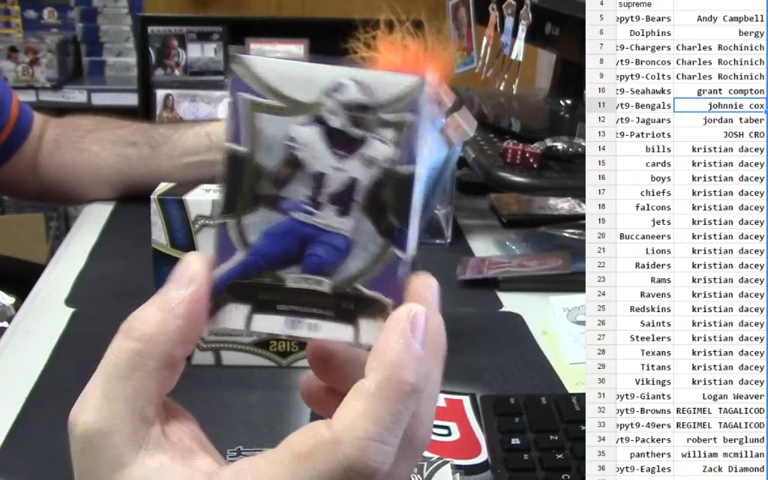 4 supreme
5 epyt9-Bears Andy Campbell
6 Dolphins bergy
7 t9-Chargers Charles Rochinich
8 yt9-Broncos Charles Rochinich
9 epyt9-Colts Charles Rochinich
10 t9-Seahawks grant compton
11 yt9-Bengals johnnie cox
12 yt9-Jaguars jordan taber
13 t9-Patriots JOSH CRO
14 bills kristian dacey
15 cards kristian dacey
16 boys kristian dacey
17 chiefs kristian dacey
18 falcons kristian dacey
19 jets kristian dacey
20 Buccaneers kristian dacey
21 Lions kristian dacey
22 Raiders kristian dacey
23 Rams kristian dacey
24 Ravens kristian dacey
25 Redskins kristian dacey
26 Saints kristian dacey
27 Steelers kristian dacey
28 Texans kristian dacey
29 Titans kristian dacey
30 Vikings kristian dacey
31 pyt9-Giants Logan Weaver
32 pyt9-Browns REGIMEL TAGALICOD
33 epyt9-49ers REGIMEL TAGALICOD
34 yt9-Packers robert berglund
35 panthers william mcmillan
36 pyt9-Eagles Zack Diamond
LG
14
2015